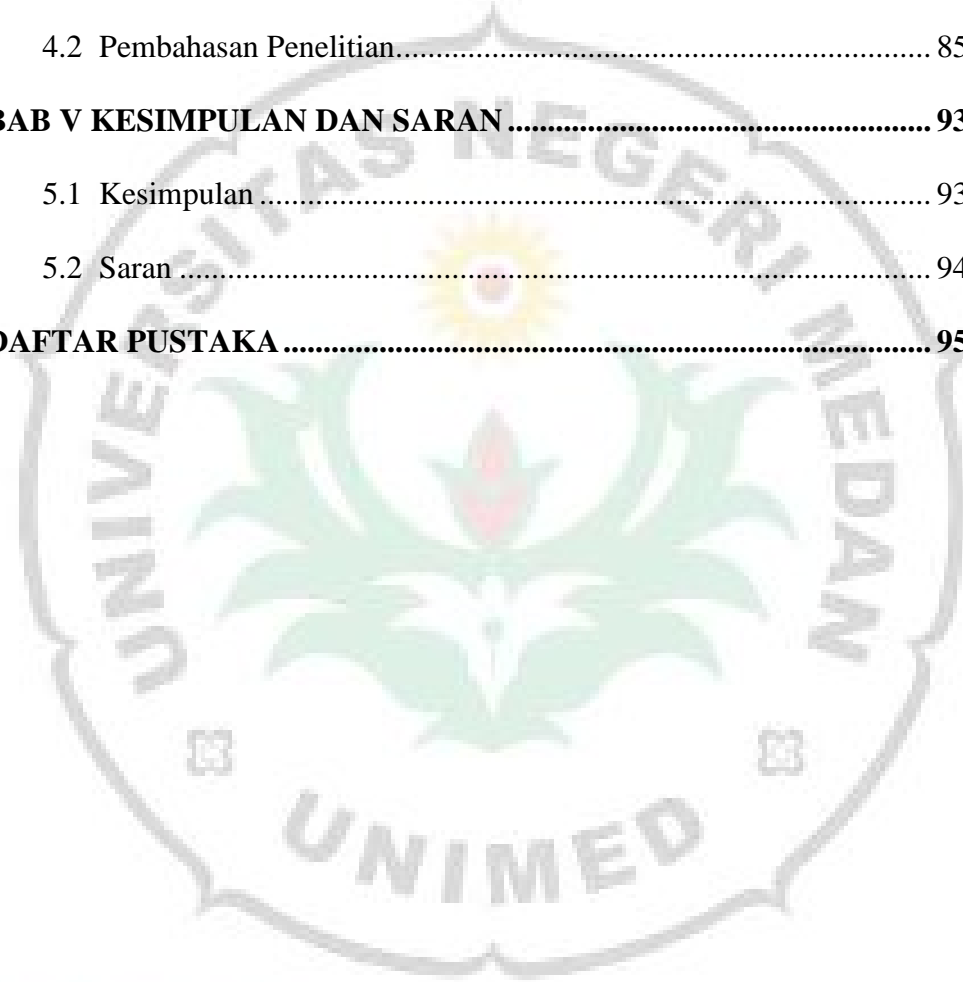 4.2 Pembahasan Penelitian........................................................................ 85
BAB V KESIMPULAN DAN SARAN..................................................... 93
5.1 Kesimpulan.................................................................................... 93
5.2 Saran.............................................................................................. 94
DAFTAR PUSTAKA................................................................................. 95
UNIVERSITAS NEGERI MEDAN
UNIMED